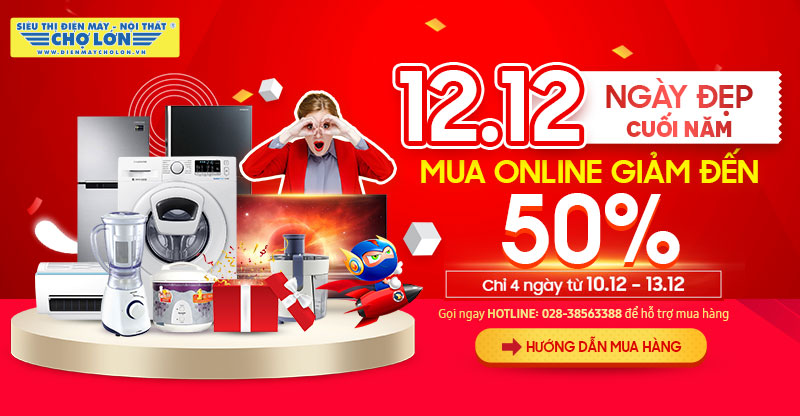 SIÊU THỊ ĐIỆN MÁY - NỘI THẤT
CHỢ LỚN
WWW.DIENMAYCHOLON.VN
12.12
NGÀY ĐẸP
CUỐI NĂM
MUA ONLINE GIẢM ĐẾN
50%
Chỉ 4 ngày từ 10.12 - 13.12
Gọi ngay HOTLINE: 028-38563388 để hỗ trợ mua hàng
HƯỚNG DẪN MUA HÀNG